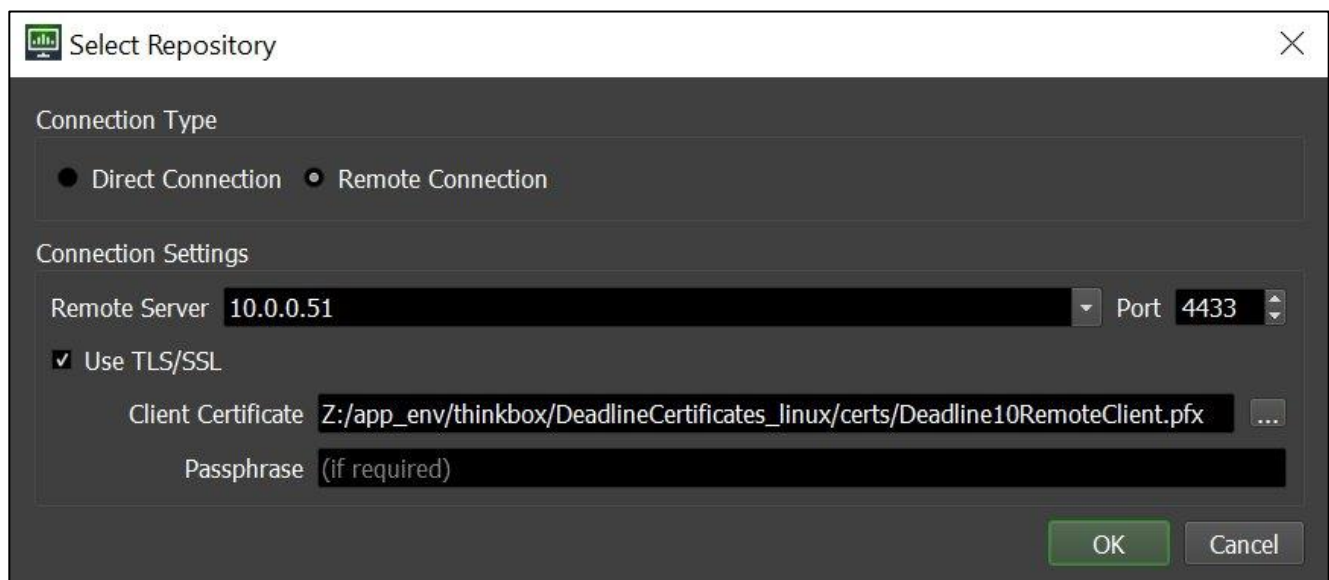 Select Repository
Connection Type
Direct Connection Remote Connection
Connection Settings
Remote Server 10.0.0.51 Port 4433
Use TLS/SSL
Client Certificate Z:/app_env/thinkbox/DeadlineCertificates_linux/certs/Deadline10RemoteClient.pfx ...
Passphrase (if required)
OK Cancel